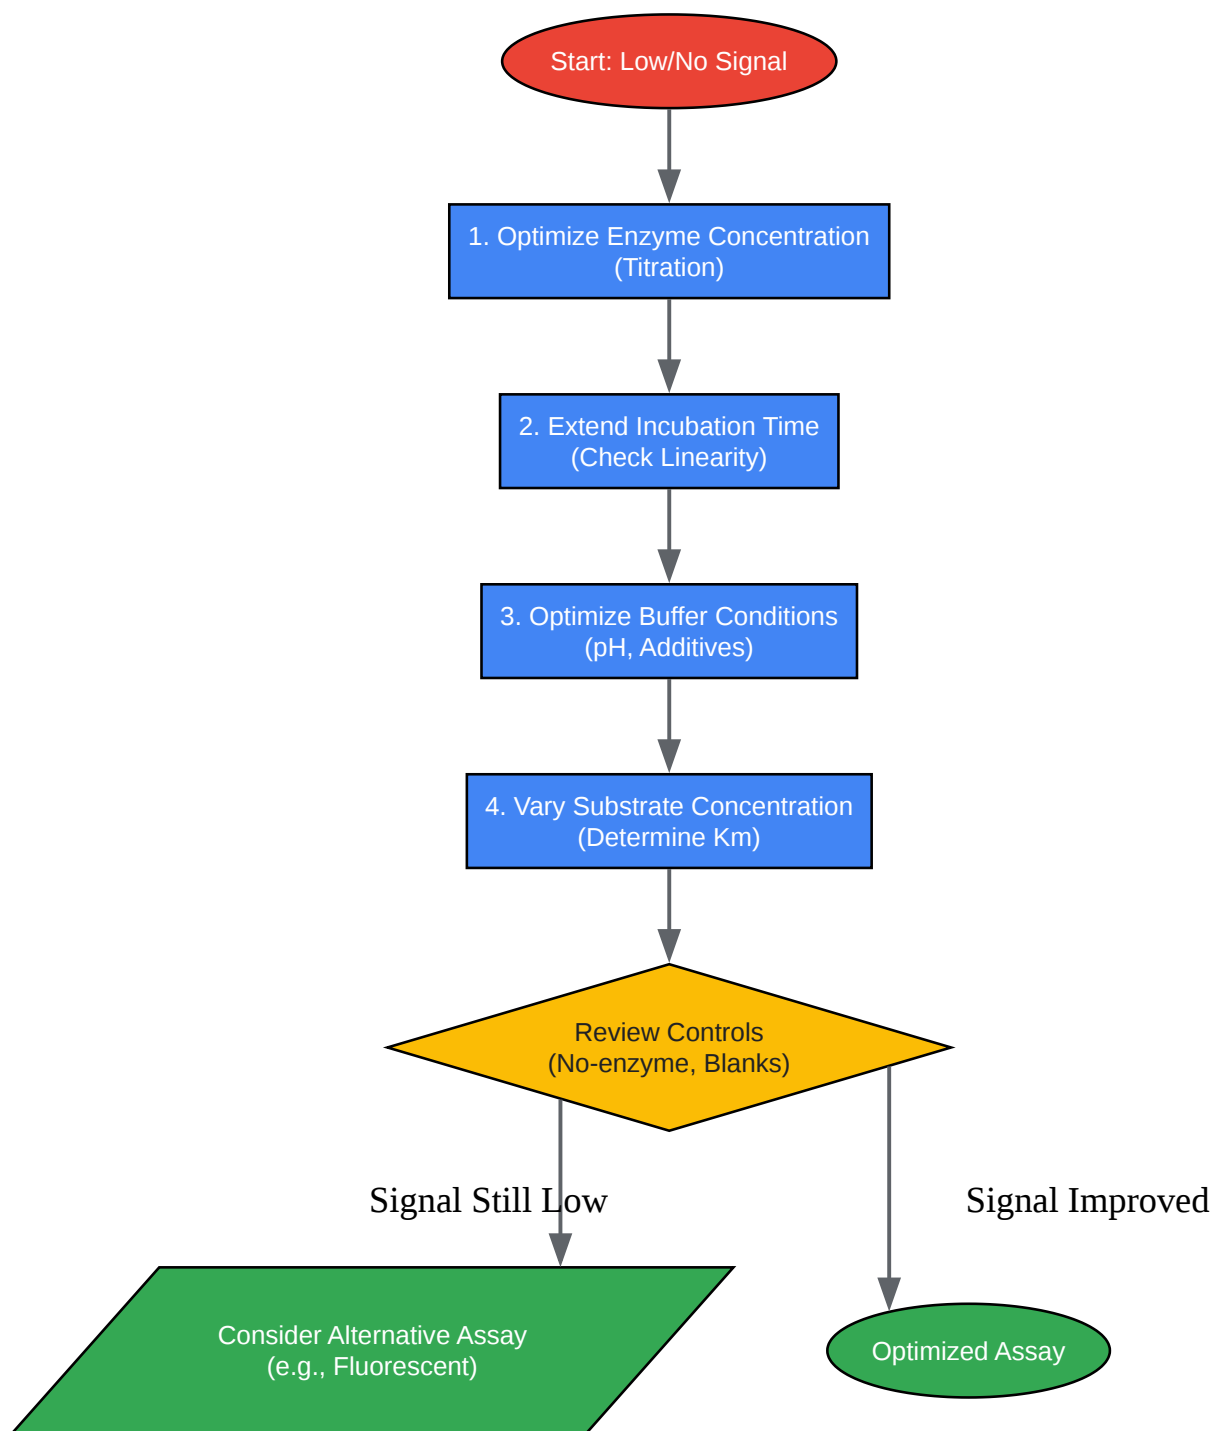 Start: Low/No Signal
1. Optimize Enzyme Concentration
(Titration)
2. Extend Incubation Time
(Check Linearity)
3. Optimize Buffer Conditions
(pH, Additives)
4. Vary Substrate Concentration
(Determine Km)
Review Controls
(No-enzyme, Blanks)
Signal Still Low
Signal Improved
Consider Alternative Assay
(e.g., Fluorescent)
Optimized Assay